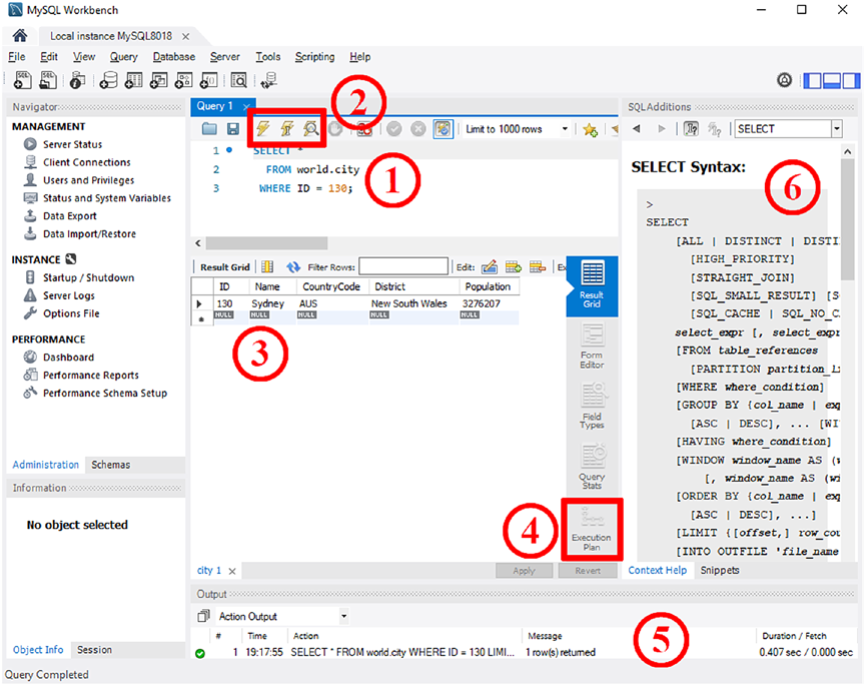 MySQL Workbench
Local instance MySQL8018
File Edit View Query Database Server Tools Scripting Help
Navigator
MANAGEMENT
Server Status
Client Connections
Users and Privileges
Status and System Variables
Data Export
Data Import/Restore
INSTANCE
Startup / Shutdown
Server Logs
Options File
PERFORMANCE
Dashboard
Performance Reports
Performance Schema Setup
Administration Schemas
Information
No object selected
Object Info Session
Query Completed
Query 1
2
Limit to 1000 rows
1 SELECT *
2 FROM world.city
3 WHERE ID = 130;
1
Result Grid Filter Rows: Edit:
ID Name CountryCode District Population
130 Sydney AUS New South Wales 3276207
NULL NULL NULL NULL NULL
3
Result
Grid
Form
Editor
Field
Types
Query
Stats
4
Execution
Plan
city 1
Apply Revert
SQLAdditions
SELECT
SELECT Syntax:
6
>
SELECT
[ALL | DISTINCT | DISTI
[HIGH_PRIORITY]
[STRAIGHT_JOIN]
[SQL_SMALL_RESULT] [S
[SQL_CACHE | SQL_NO_C
select_expr [, select_expr
[FROM table_references
[PARTITION partition_li
[WHERE where_condition]
[GROUP BY {col_name | exp
[ASC | DESC], ... [WI
[HAVING where_condition]
[WINDOW window_name AS (w
[, window_name AS (wi
[ORDER BY {col_name | exp
[ASC | DESC], ...]
[LIMIT {[offset,] row_cou
[INTO OUTFILE 'file_name
Context Help Snippets
Output
Action Output
# Time Action Message Duration / Fetch
1 19:17:55 SELECT * FROM world.city WHERE ID = 130 LIMI... 1 row(s) returned 0.407 sec / 0.000 sec
5